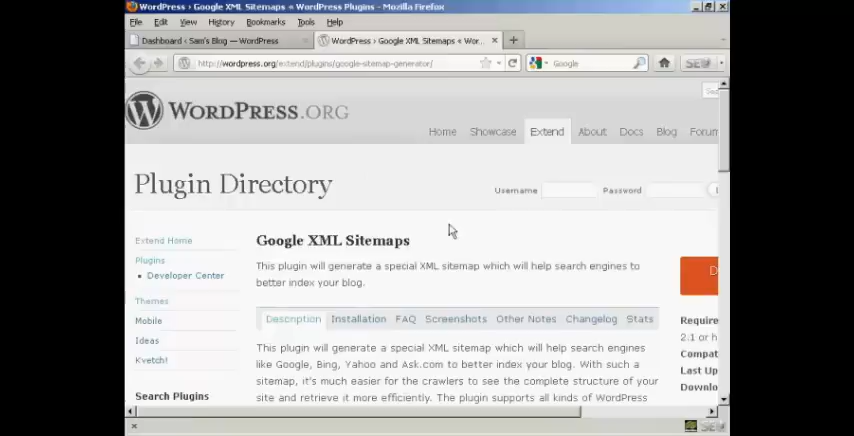 WordPress › Google XML Sitemaps « WordPress Plugins - Mozilla Firefox
File Edit View History Bookmarks Tools Help
Dashboard ‹ Sam's Blog — WordPress
WordPress › Google XML Sitemaps « Wor...
http://wordpress.org/extend/plugins/google-sitemap-generator/
Google
WORDPRESS.ORG
Home Showcase Extend About Docs Blog Forum
Plugin Directory
Username Password
Extend Home
Plugins
Developer Center
Themes
Mobile
Ideas
Kvetch!
Search Plugins
Google XML Sitemaps
This plugin will generate a special XML sitemap which will help search engines to
better index your blog.
Description Installation FAQ Screenshots Other Notes Changelog Stats
This plugin will generate a special XML sitemap which will help search engines
like Google, Bing, Yahoo and Ask.com to better index your blog. With such a
sitemap, it's much easier for the crawlers to see the complete structure of your
site and retrieve it more efficiently. The plugin supports all kinds of WordPress
D
Require
2.1 or h
Compat
Last Up
Downlo